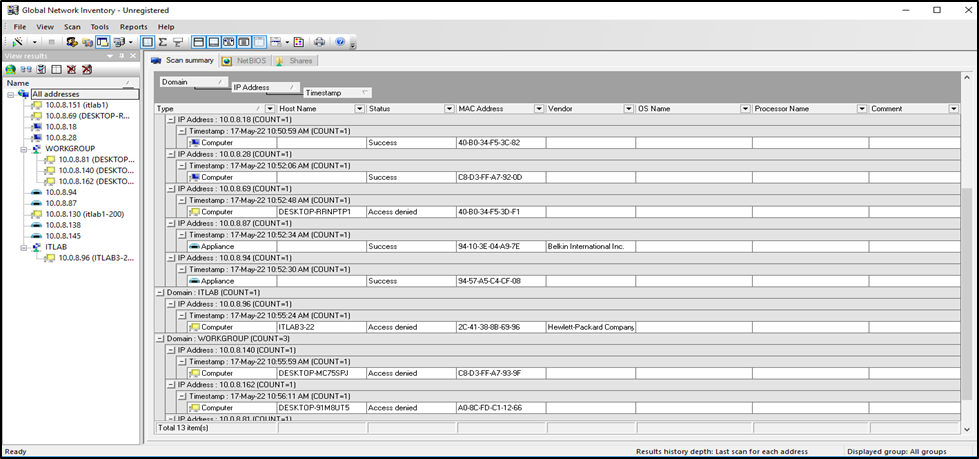 Global Network Inventory - Unregistered
File View Scan Tools Reports Help
View results
Scan summary NetBIOS Shares
Name
All addresses
10.0.8.151 (itlab1)
10.0.8.69 (DESKTOP-R...
10.0.8.18
10.0.8.28
WORKGROUP
10.0.8.81 (DESKTOP...
10.0.8.140 (DESKTO...
10.0.8.162 (DESKTO...
10.0.8.94
10.0.8.87
10.0.8.130 (itlab1-200)
10.0.8.138
10.0.8.145
ITLAB
10.0.8.96 (ITLAB3-2...
Domain
IP Address
Timestamp
Type Host Name Status MAC Address Vendor OS Name Processor Name Comment
IP Address : 10.0.8.18 (COUNT=1)
Timestamp : 17-May-22 10:50:59 AM (COUNT=1)
Computer Success 40-B0-34-F5-3C-82
IP Address : 10.0.8.28 (COUNT=1)
Timestamp : 17-May-22 10:52:06 AM (COUNT=1)
Computer Success C8-D3-FF-A7-92-0D
IP Address : 10.0.8.69 (COUNT=1)
Timestamp : 17-May-22 10:52:48 AM (COUNT=1)
Computer DESKTOP-RRNPTP1 Access denied 40-B0-34-F5-3D-F1
IP Address : 10.0.8.87 (COUNT=1)
Timestamp : 17-May-22 10:52:34 AM (COUNT=1)
Appliance Success 94-10-3E-04-A9-7E Belkin International Inc.
IP Address : 10.0.8.94 (COUNT=1)
Timestamp : 17-May-22 10:52:30 AM (COUNT=1)
Appliance Success 94-57-A5-C4-CF-08
Domain : ITLAB (COUNT=1)
IP Address : 10.0.8.96 (COUNT=1)
Timestamp : 17-May-22 10:55:24 AM (COUNT=1)
Computer ITLAB3-22 Access denied 2C-41-38-8B-69-96 Hewlett-Packard Company
Domain : WORKGROUP (COUNT=3)
IP Address : 10.0.8.140 (COUNT=1)
Timestamp : 17-May-22 10:55:59 AM (COUNT=1)
Computer DESKTOP-MC75SPJ Access denied C8-D3-FF-A7-93-9F
IP Address : 10.0.8.162 (COUNT=1)
Timestamp : 17-May-22 10:56:11 AM (COUNT=1)
Computer DESKTOP-91M8UT5 Access denied A0-8C-FD-C1-12-66
IP Address : 10.0.8.81 (COUNT=1)
Total 13 item(s)
Ready Results history depth: Last scan for each address Displayed group: All groups